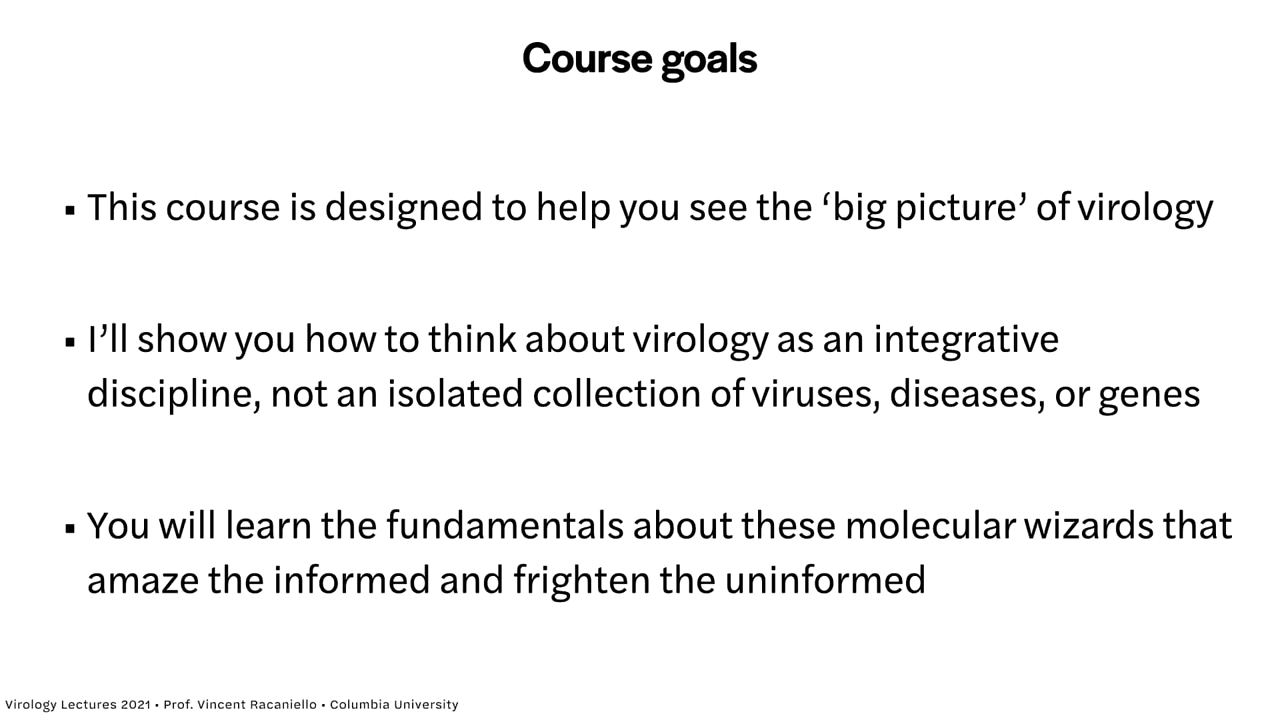 Course goals
▪ This course is designed to help you see the ‘big picture’ of virology
▪ I’ll show you how to think about virology as an integrative
discipline, not an isolated collection of viruses, diseases, or genes
▪ You will learn the fundamentals about these molecular wizards that
amaze the informed and frighten the uninformed
Virology Lectures 2021 • Prof. Vincent Racaniello • Columbia University